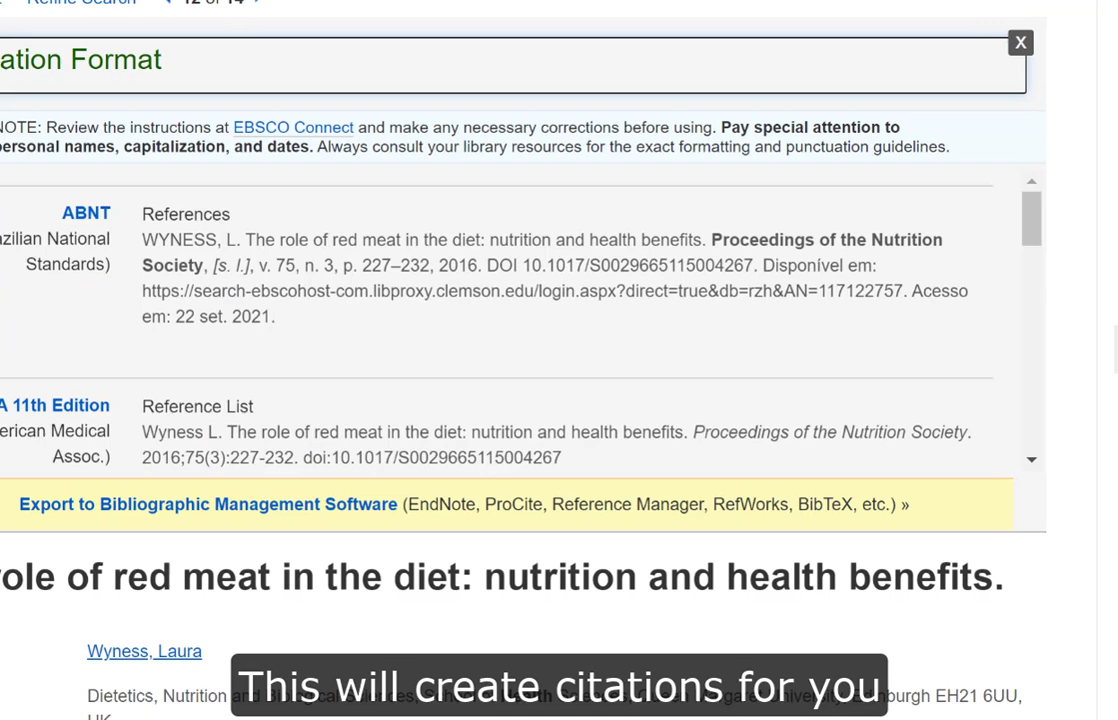 Refine Search 12 of 14
X
ation Format
NOTE: Review the instructions at EBSCO Connect and make any necessary corrections before using. Pay special attention to
personal names, capitalization, and dates. Always consult your library resources for the exact formatting and punctuation guidelines.
ABNT
azilian National
Standards)
References
WYNESS, L. The role of red meat in the diet: nutrition and health benefits. Proceedings of the Nutrition
Society, [s. l.], v. 75, n. 3, p. 227–232, 2016. DOI 10.1017/S0029665115004267. Disponível em:
https://search-ebscohost-com.libproxy.clemson.edu/login.aspx?direct=true&db=rzh&AN=117122757. Acesso
em: 22 set. 2021.
A 11th Edition
erican Medical
Assoc.)
Reference List
Wyness L. The role of red meat in the diet: nutrition and health benefits. Proceedings of the Nutrition Society.
2016;75(3):227-232. doi:10.1017/S0029665115004267
Export to Bibliographic Management Software (EndNote, ProCite, Reference Manager, RefWorks, BibTeX, etc.) »
role of red meat in the diet: nutrition and health benefits.
Wyness, Laura
This will create citations for you
Dietetics, Nutrition burgh EH21 6UU,